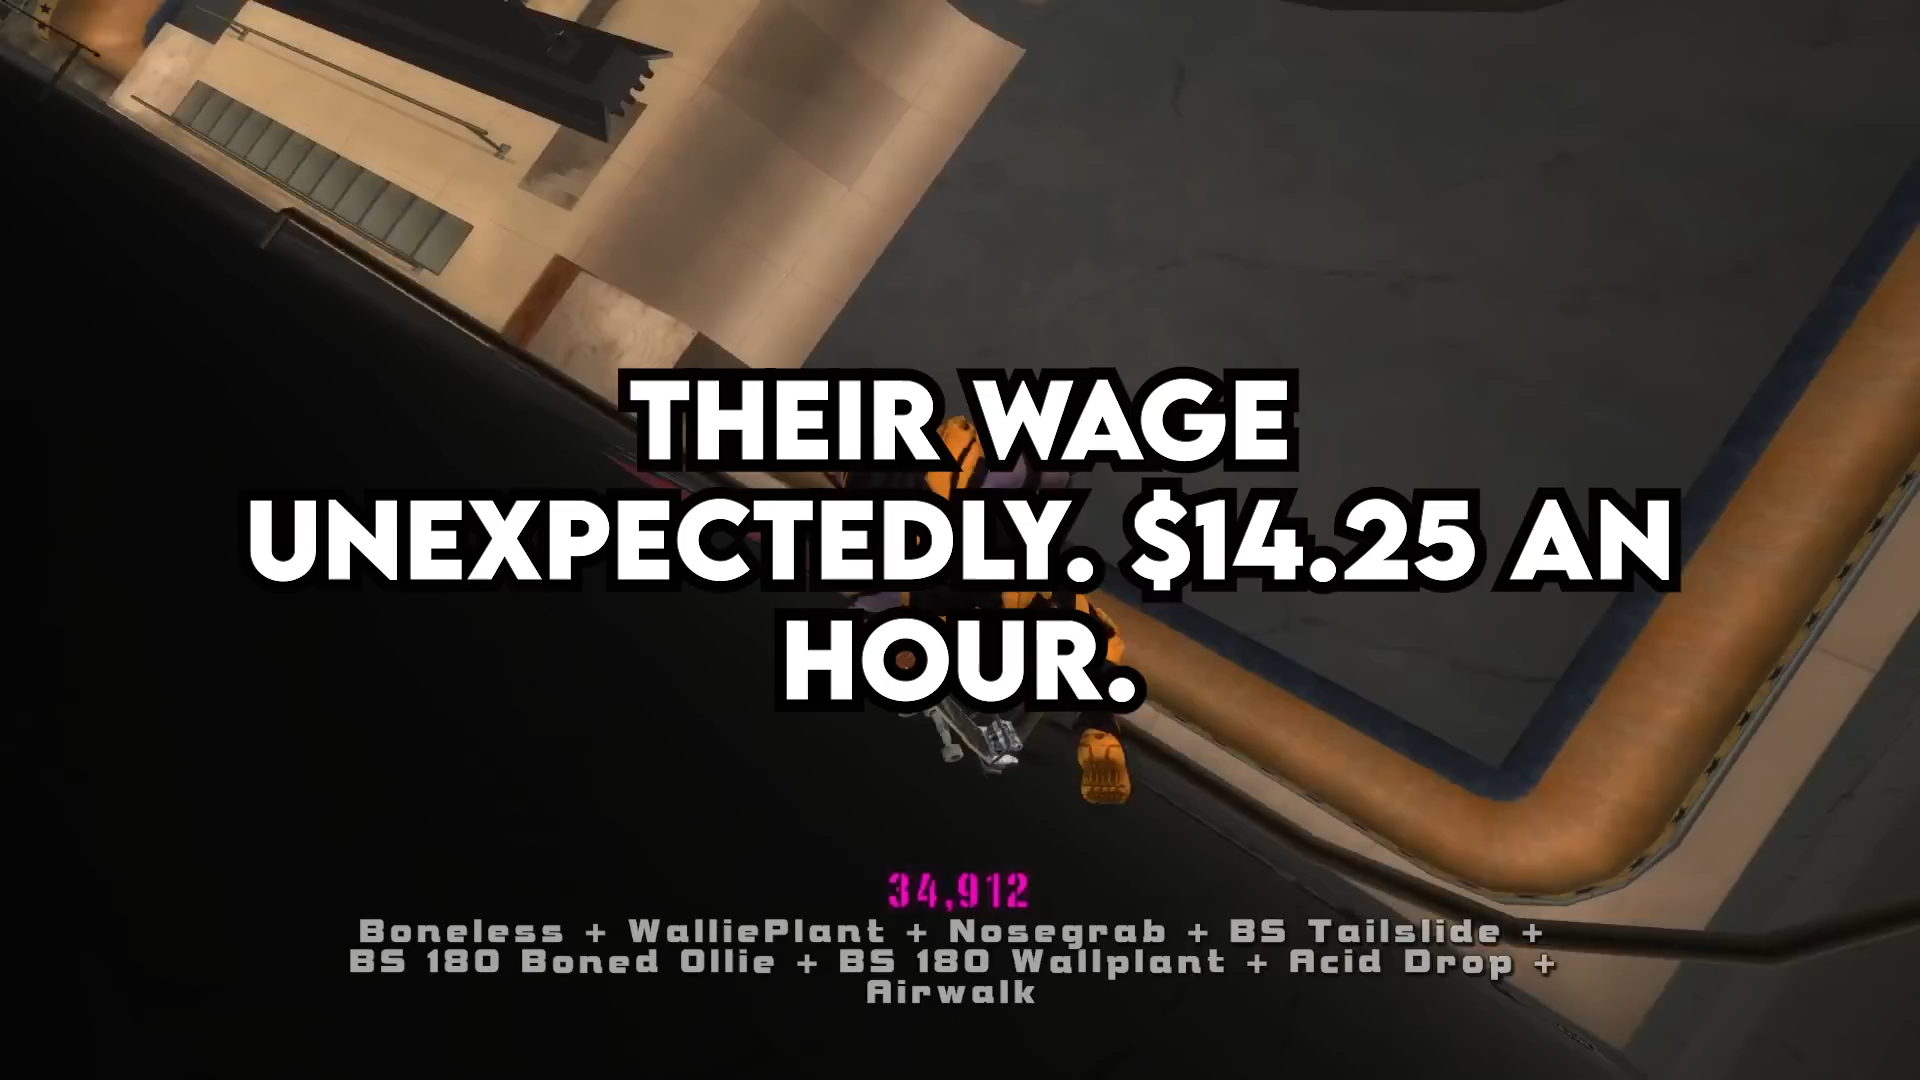 THEIR WAGE
UNEXPECTEDLY. $14.25 AN
HOUR.
34,912
Boneless + WalliePlant + Nosegrab + BS Tailslide +
BS 180 Boned Ollie + BS 180 Wallplant + Acid Drop +
Airwalk